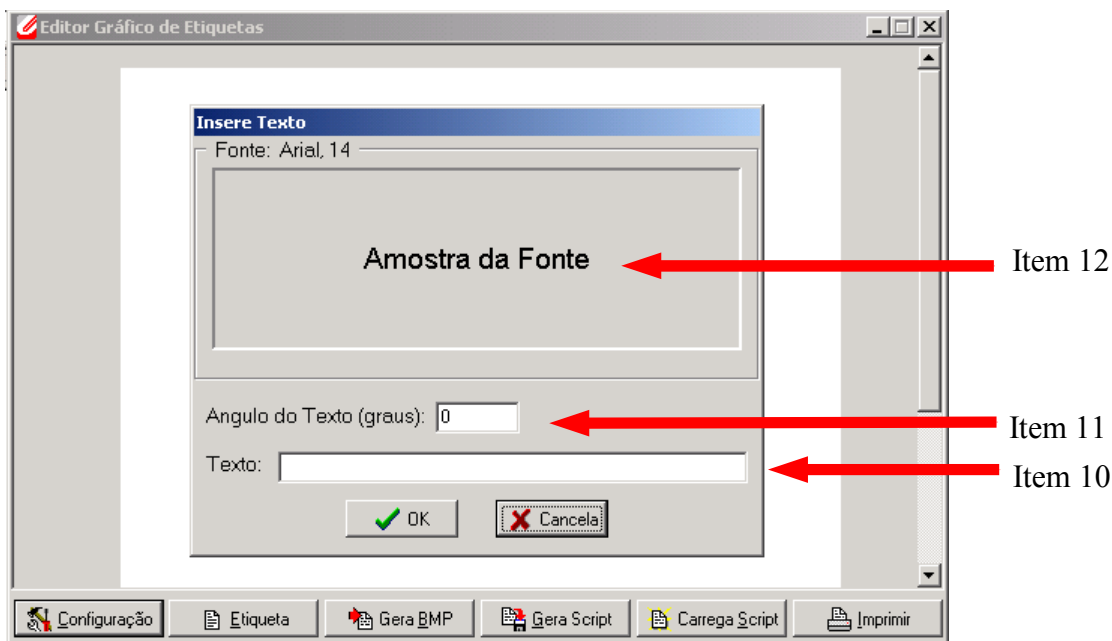 Editor Gráfico de Etiquetas
Insere Texto
Fonte: Arial, 14
Amostra da Fonte
Item 12
Angulo do Texto (graus): 0
Item 11
Texto:
Item 10
OK Cancela
Configuração Etiqueta Gera BMP Gera Script Carrega Script Imprimir